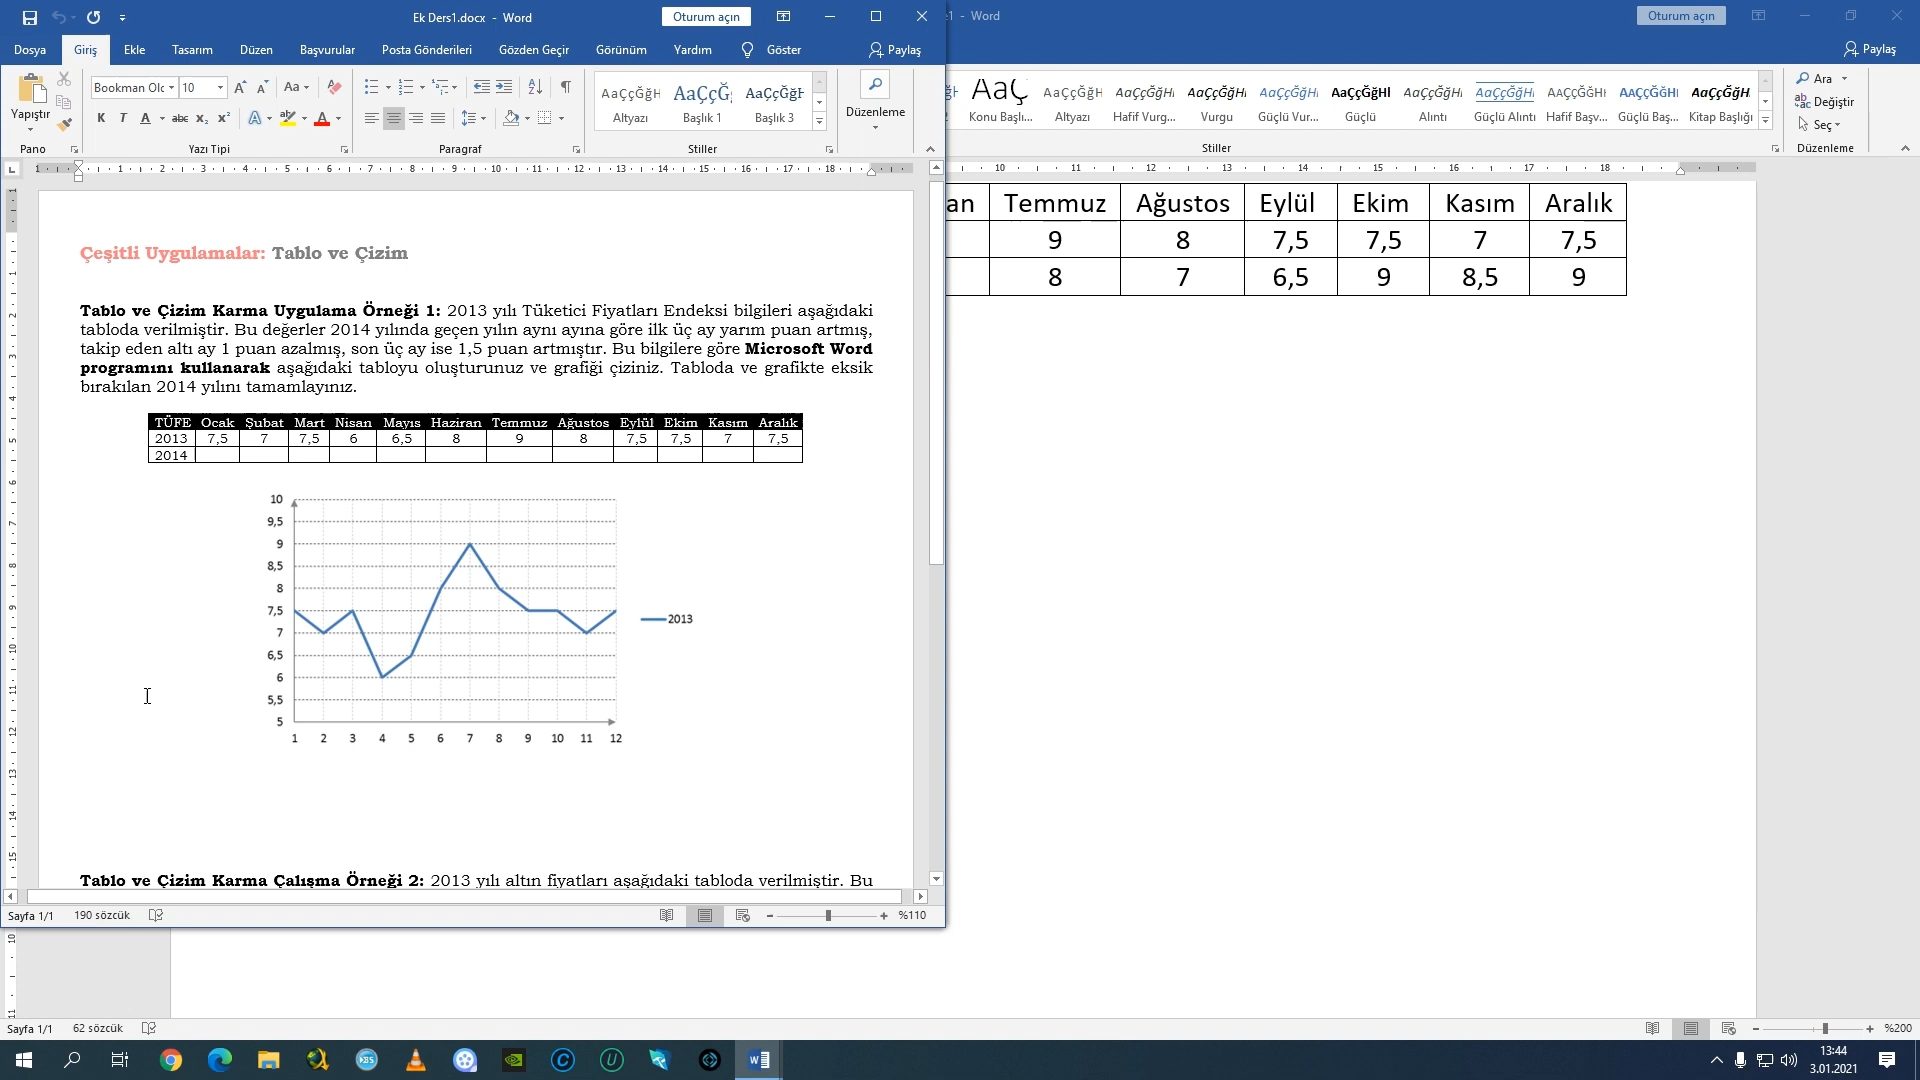 Ek Ders1.docx - Word
Oturum açın
Dosya Giriş Ekle Tasarım Düzen Başvurular Posta Gönderileri Gözden Geçir Görünüm Yardım Göster Paylaş
Yapıştır
Bookman Olc 10
AaÇçĞğH AaÇçĞ AaÇçĞğH
Altyazı Başlık 1 Başlık 3
Düzenleme
Pano Yazı Tipi Paragraf Stiller
- Word
Oturum açın
Paylaş
Konu Başlı... Altyazı Hafif Vurg... Vurgu Güçlü Vur... Güçlü Alıntı Güçlü Alıntı Hafif Başv... Güçlü Baş... Kitap Başlığı
Ara
Değiştir
Seç
Stiller Düzenleme
Çeşitli Uygulamalar: Tablo ve Çizim
Tablo ve Çizim Karma Uygulama Örneği 1: 2013 yılı Tüketici Fiyatları Endeksi bilgileri aşağıdaki
tabloda verilmiştir. Bu değerler 2014 yılında geçen yılın aynı ayına göre ilk üç ay yarım puan artmış,
takip eden altı ay 1 puan azalmış, son üç ay ise 1,5 puan artmıştır. Bu bilgilere göre Microsoft Word
programını kullanarak aşağıdaki tabloyu oluşturunuz ve grafiği çiziniz. Tabloda ve grafikte eksik
bırakılan 2014 yılını tamamlayınız.
TÜFE Ocak Şubat Mart Nisan Mayıs Haziran Temmuz Ağustos Eylül Ekim Kasım Aralık
2013 7,5 7 7,5 6 6,5 8 9 8 7,5 7,5 7 7,5
2014
10
9,5
9
8,5
8
7,5
7
6,5
6
5,5
5
1 2 3 4 5 6 7 8 9 10 11 12
2013
Tablo ve Çizim Karma Çalışma Örneği 2: 2013 yılı altın fiyatları aşağıdaki tabloda verilmiştir. Bu
Sayfa 1/1 190 sözcük %110
an Temmuz Ağustos Eylül Ekim Kasım Aralık
9 8 7,5 7,5 7 7,5
8 7 6,5 9 8,5 9
Sayfa 1/1 62 sözcük %200
13:44
3.01.2021